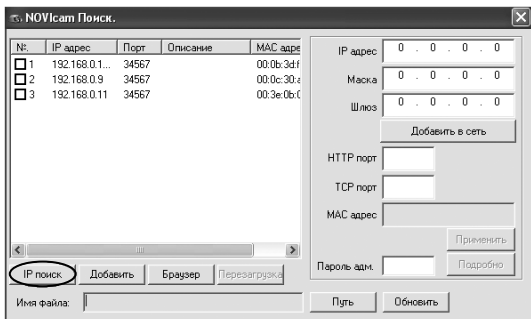 NOVIcam Поиск.
№. IP адрес Порт Описание MAC адре
1 192.168.0.1... 34567 00:0b:3d:f
2 192.168.0.9 34567 00:0c:30:a
3 192.168.0.11 34567 00:3e:0b:0
IP адрес 0 . 0 . 0 . 0
Маска 0 . 0 . 0 . 0
Шлюз 0 . 0 . 0 . 0
Добавить в сеть
HTTP порт
TCP порт
MAC адрес
Применить
Пароль адм. Подробно
IP поиск Добавить Браузер Перезагрузка
Имя файла: Путь Обновить